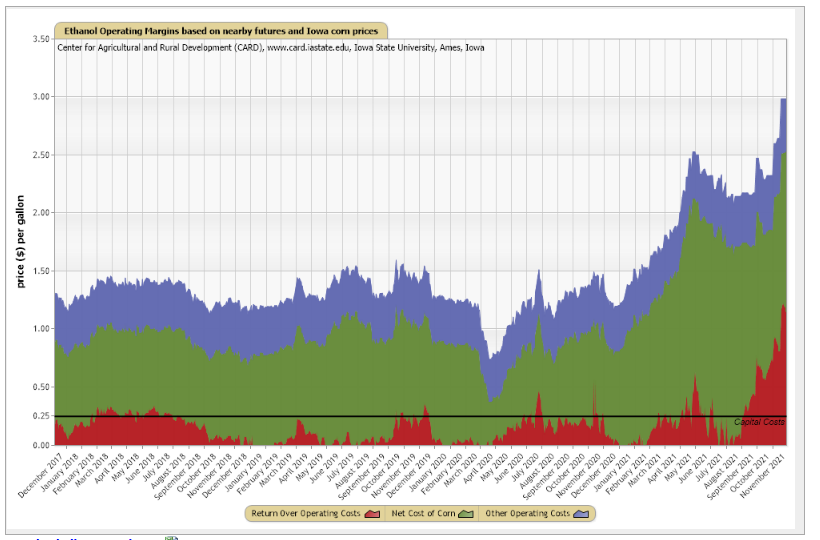 Ethanol Operating Margins based on nearby futures and Iowa corn prices
Center for Agricultural and Rural Development (CARD), www.card.iastate.edu, Iowa State University, Ames, Iowa
price ($) per gallon
3.50
3.00
2.50
2.00
1.50
1.00
0.50
0.25
0.00
Capital Costs
December 2017
January 2018
February 2018
March 2018
April 2018
May 2018
June 2018
July 2018
August 2018
September 2018
October 2018
November 2018
December 2018
January 2019
February 2019
March 2019
April 2019
May 2019
June 2019
July 2019
August 2019
September 2019
October 2019
November 2019
December 2019
January 2020
February 2020
March 2020
April 2020
May 2020
June 2020
July 2020
August 2020
September 2020
October 2020
November 2020
December 2020
January 2021
February 2021
March 2021
April 2021
May 2021
June 2021
July 2021
August 2021
September 2021
October 2021
November 2021
Return Over Operating Costs
Net Cost of Corn
Other Operating Costs